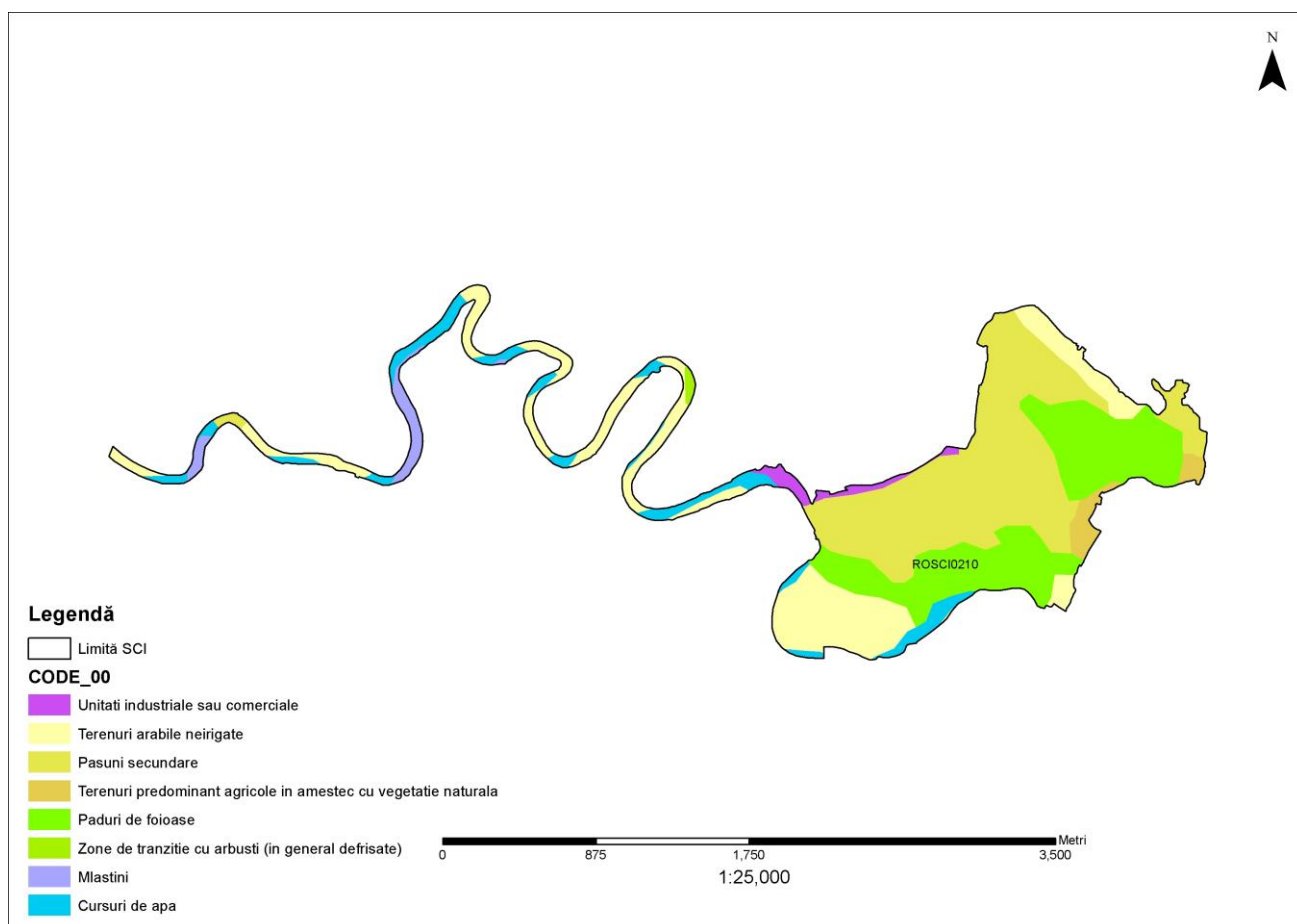 N
ROSCI0210
Legendă
Limită SCI
CODE_00
Unitati industriale sau comerciale
Terenuri arabile neirigate
Pasuni secundare
Terenuri predominant agricole in amestec cu vegetatie naturala
Paduri de foioase
Zone de tranzitie cu arbusti (in general defrisate)
Mlastini
Cursuri de apa
Metri
0 875 1,750 3,500
1:25,000